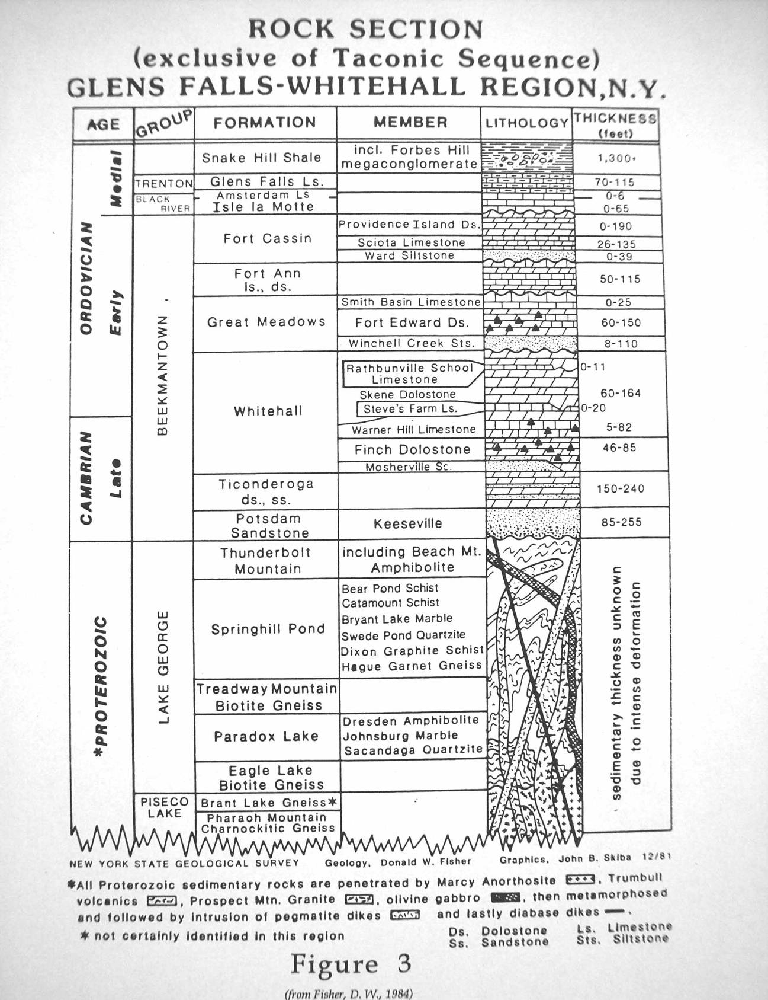 ROCK SECTION
(exclusive of Taconic Sequence)
GLENS FALLS-WHITEHALL REGION,N.Y.
AGE GROUP FORMATION MEMBER LITHOLOGY THICKNESS (feet)
ORDOVICIAN
Medial
Snake Hill Shale incl. Forbes Hill megaconglomerate 1,300+
TRENTON Glens Falls Ls. 70-115
BLACK RIVER Amsterdam Ls 0-6
Isle la Motte 0-65
Early
BEEKMANTOWN
Fort Cassin Providence Island Ds. 0-190
Sciota Limestone 26-135
Ward Siltstone 0-39
Fort Ann ls., ds. 50-115
Great Meadows Smith Basin Limestone 0-25
Fort Edward Ds. 60-150
Winchell Creek Sts. 8-110
Whitehall Rathbunville School Limestone 0-11
Skene Dolostone 60-164
Steve's Farm Ls. 0-20
CAMBRIAN
Late
Warner Hill Limestone 5-82
Finch Dolostone 46-85
Mosherville Sc.
Ticonderoga ds., ss. 150-240
Potsdam Sandstone Keeseville 85-255
*PROTEROZOIC
LAKE GEORGE
Thunderbolt Mountain including Beach Mt. Amphibolite
sedimentary thickness unknown
due to intense deformation
Springhill Pond Bear Pond Schist
Catamount Schist
Bryant Lake Marble
Swede Pond Quartzite
Dixon Graphite Schist
Hague Garnet Gneiss
Treadway Mountain Biotite Gneiss
Paradox Lake Dresden Amphibolite
Johnsburg Marble
Sacandaga Quartzite
Eagle Lake Biotite Gneiss
PISECO LAKE Brant Lake Gneiss*
Pharaoh Mountain Charnockitic Gneiss
NEW YORK STATE GEOLOGICAL SURVEY Geology, Donald W. Fisher Graphics, John B. Skiba 12/81
*All Proterozoic sedimentary rocks are penetrated by Marcy Anorthosite , Trumbull
volcanics , Prospect Mtn. Granite , olivine gabbro , then metamorphosed
and followed by intrusion of pegmatite dikes and lastly diabase dikes .
* not certainly identified in this region
Ds. Dolostone Ls. Limestone
Ss. Sandstone Sts. Siltstone
Figure 3
(from Fisher, D. W., 1984)